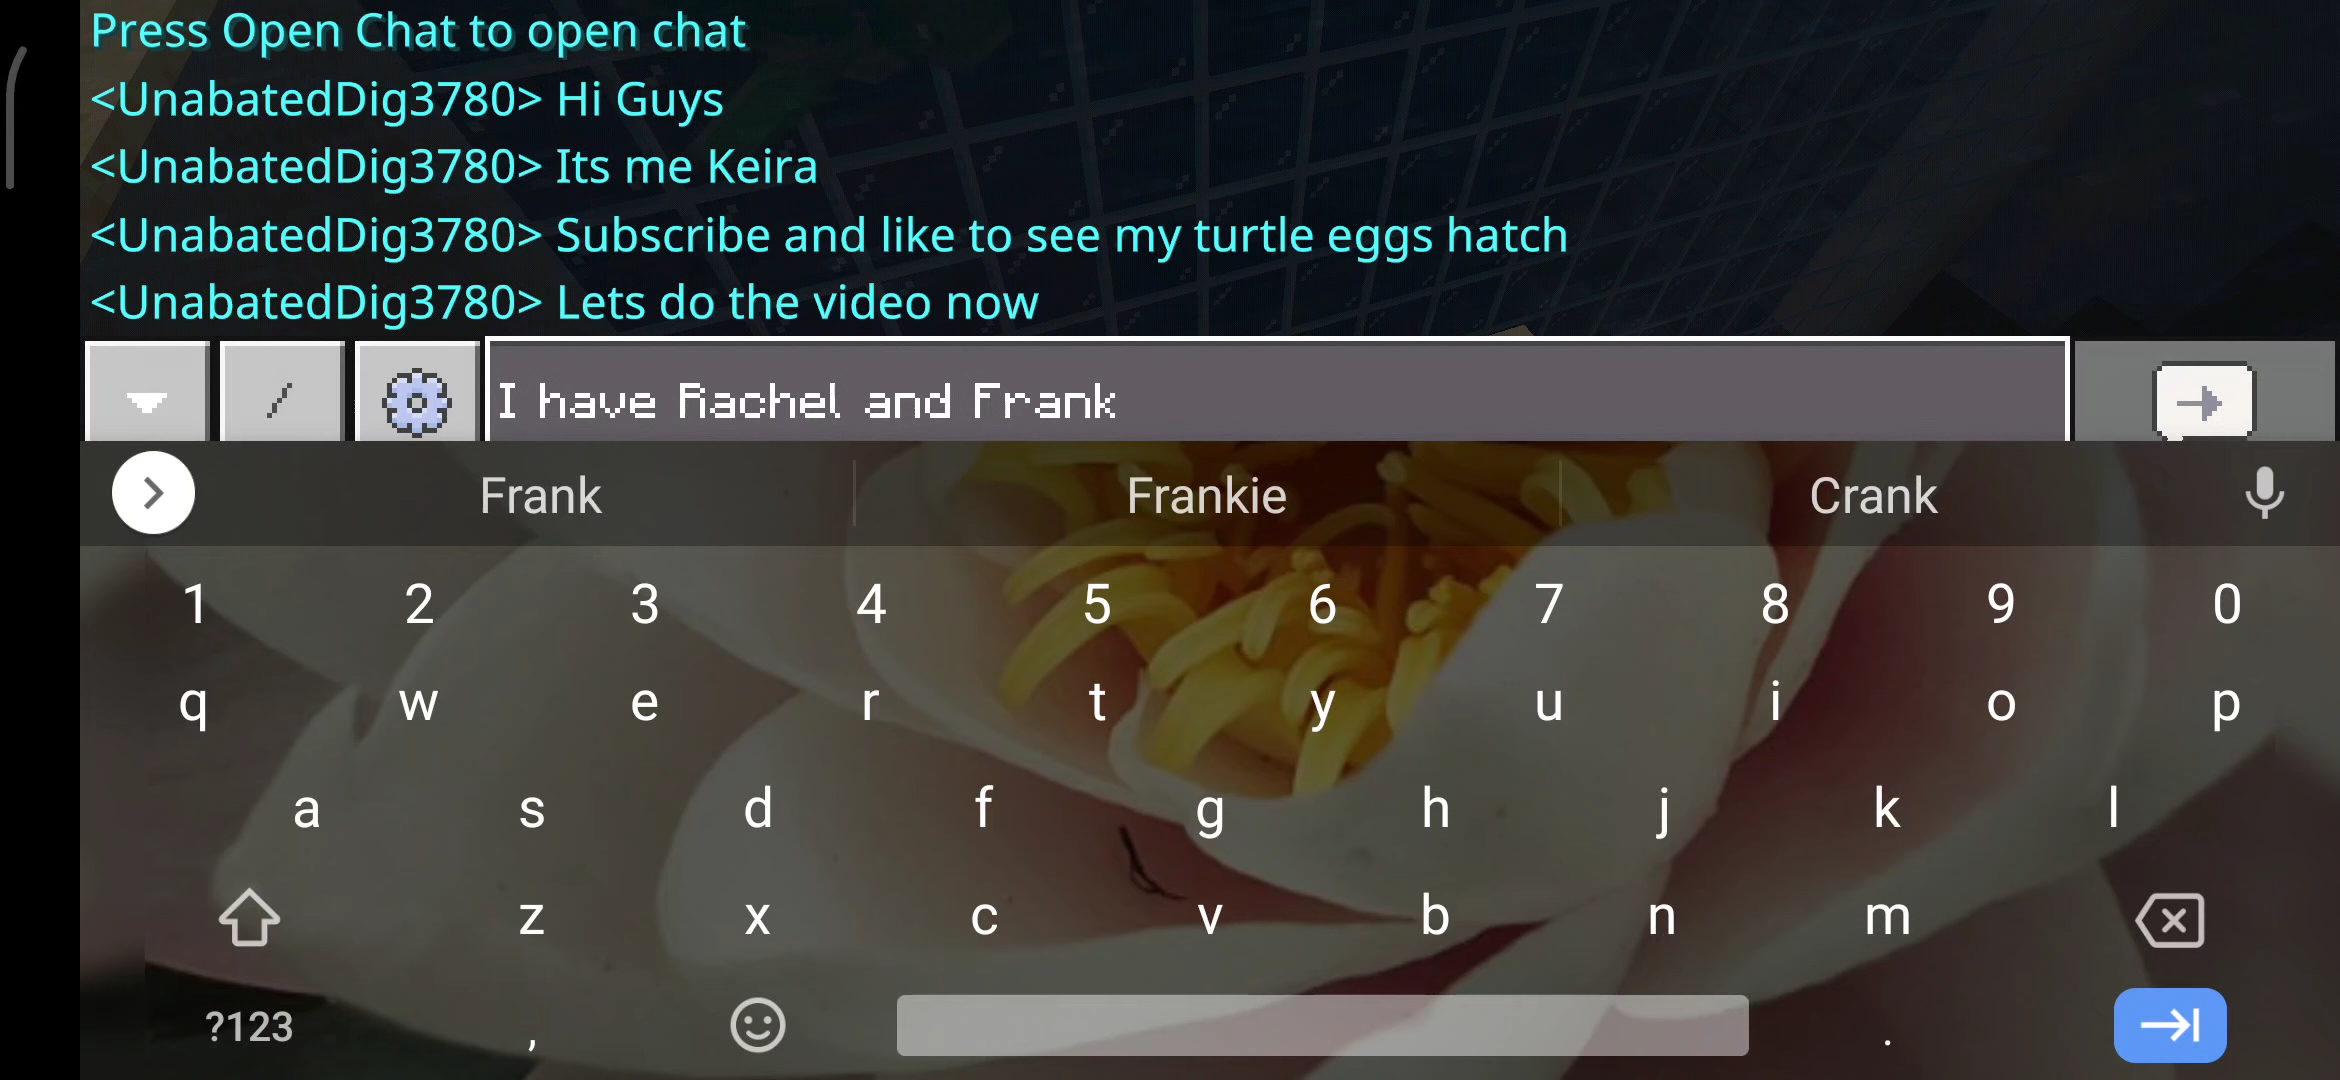 Press Open Chat to open chat
<UnabatedDig3780> Hi Guys
<UnabatedDig3780> Its me Keira
<UnabatedDig3780> Subscribe and like to see my turtle eggs hatch
<UnabatedDig3780> Lets do the video now
/ I have Rachel and Frank
Frank Frankie Crank
1 2 3 4 5 6 7 8 9 0
q w e r t y u i o p
a s d f g h j k l
z x c v b n m
?123 , .